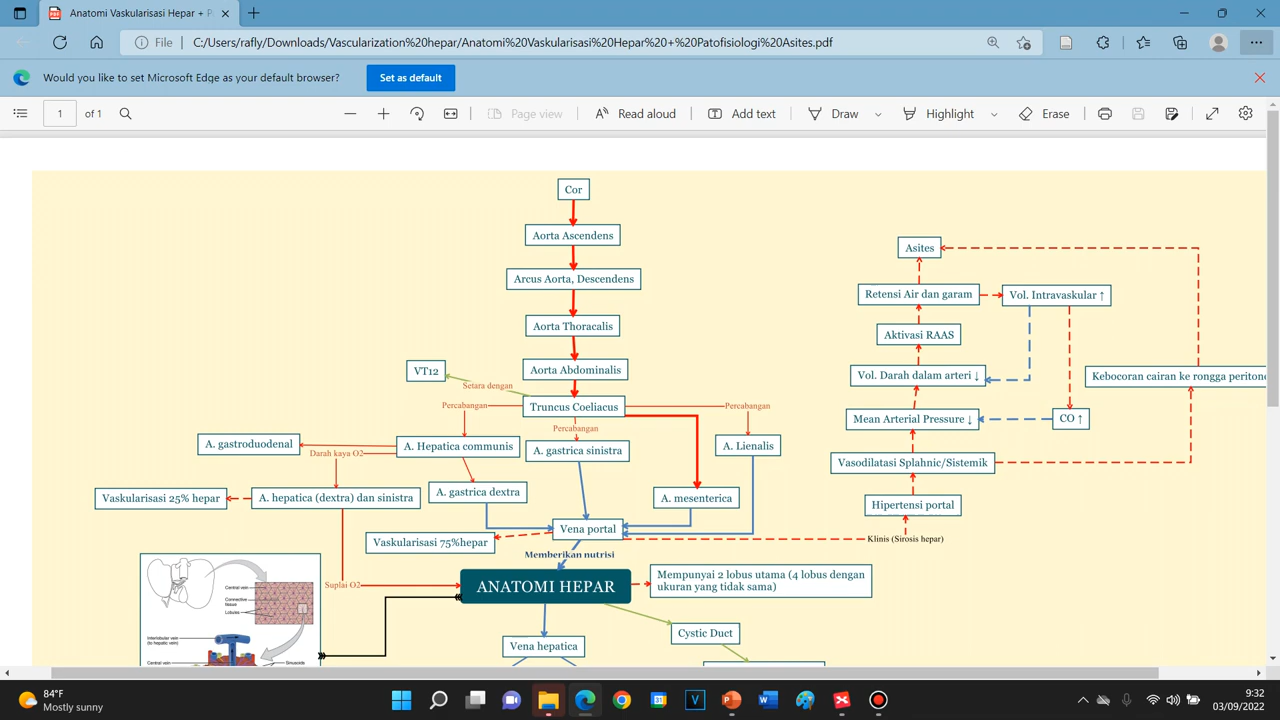 Anatomi Vaskularisasi Hepar + P
File
C:/Users/rafly/Downloads/Vascularization%20hepar/Anatomi%20Vaskularisasi%20Hepar%20+%20Patofisiologi%20Asites.pdf
Would you like to set Microsoft Edge as your default browser?
Set as default
1
of 1
Page view
Read aloud
Add text
Draw
Highlight
Erase
Cor
Aorta Ascendens
Arcus Aorta, Descendens
Aorta Thoracalis
Aorta Abdominalis
VT12
Setara dengan
Truncus Coeliacus
Percabangan
Percabangan
Percabangan
A. gastroduodenal
A. Hepatica communis
A. gastrica sinistra
A. Lienalis
Darah kaya O2
Vaskularisasi 25% hepar
A. hepatica (dextra) dan sinistra
A. gastrica dextra
A. mesenterica
Vena portal
Vaskularisasi 75%hepar
Memberikan nutrisi
Suplai O2
ANATOMI HEPAR
Mempunyai 2 lobus utama (4 lobus dengan
ukuran yang tidak sama)
Cystic Duct
Vena hepatica
Central vein
Connective
tissue
Lobules
Interlobular vein
(to hepatic vein)
Central vein
Sinusoids
Asites
Retensi Air dan garam
Vol. Intravaskular ↑
Aktivasi RAAS
Vol. Darah dalam arteri ↓
Kebocoran cairan ke rongga peritone
Mean Arterial Pressure ↓
CO ↑
Vasodilatasi Splahnic/Sistemik
Hipertensi portal
Klinis (Sirosis hepar)
84°F
Mostly sunny
9:32
03/09/2022